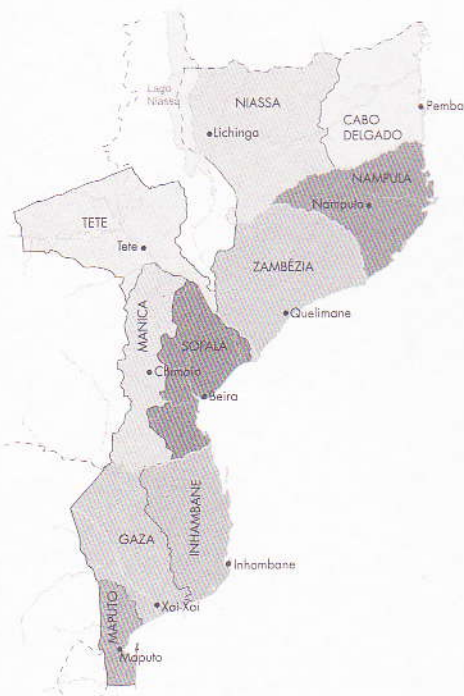 Lago
Niassa
NIASSA
Lichinga
CABO
DELGADO
Pemba
NAMPULA
Nampula
TETE
Tete
ZAMBÉZIA
Quelimane
MANICA
SOFALA
Chimoio
Beira
GAZA
INHAMBANE
Inhambane
Xai-Xai
MAPUTO
Maputo